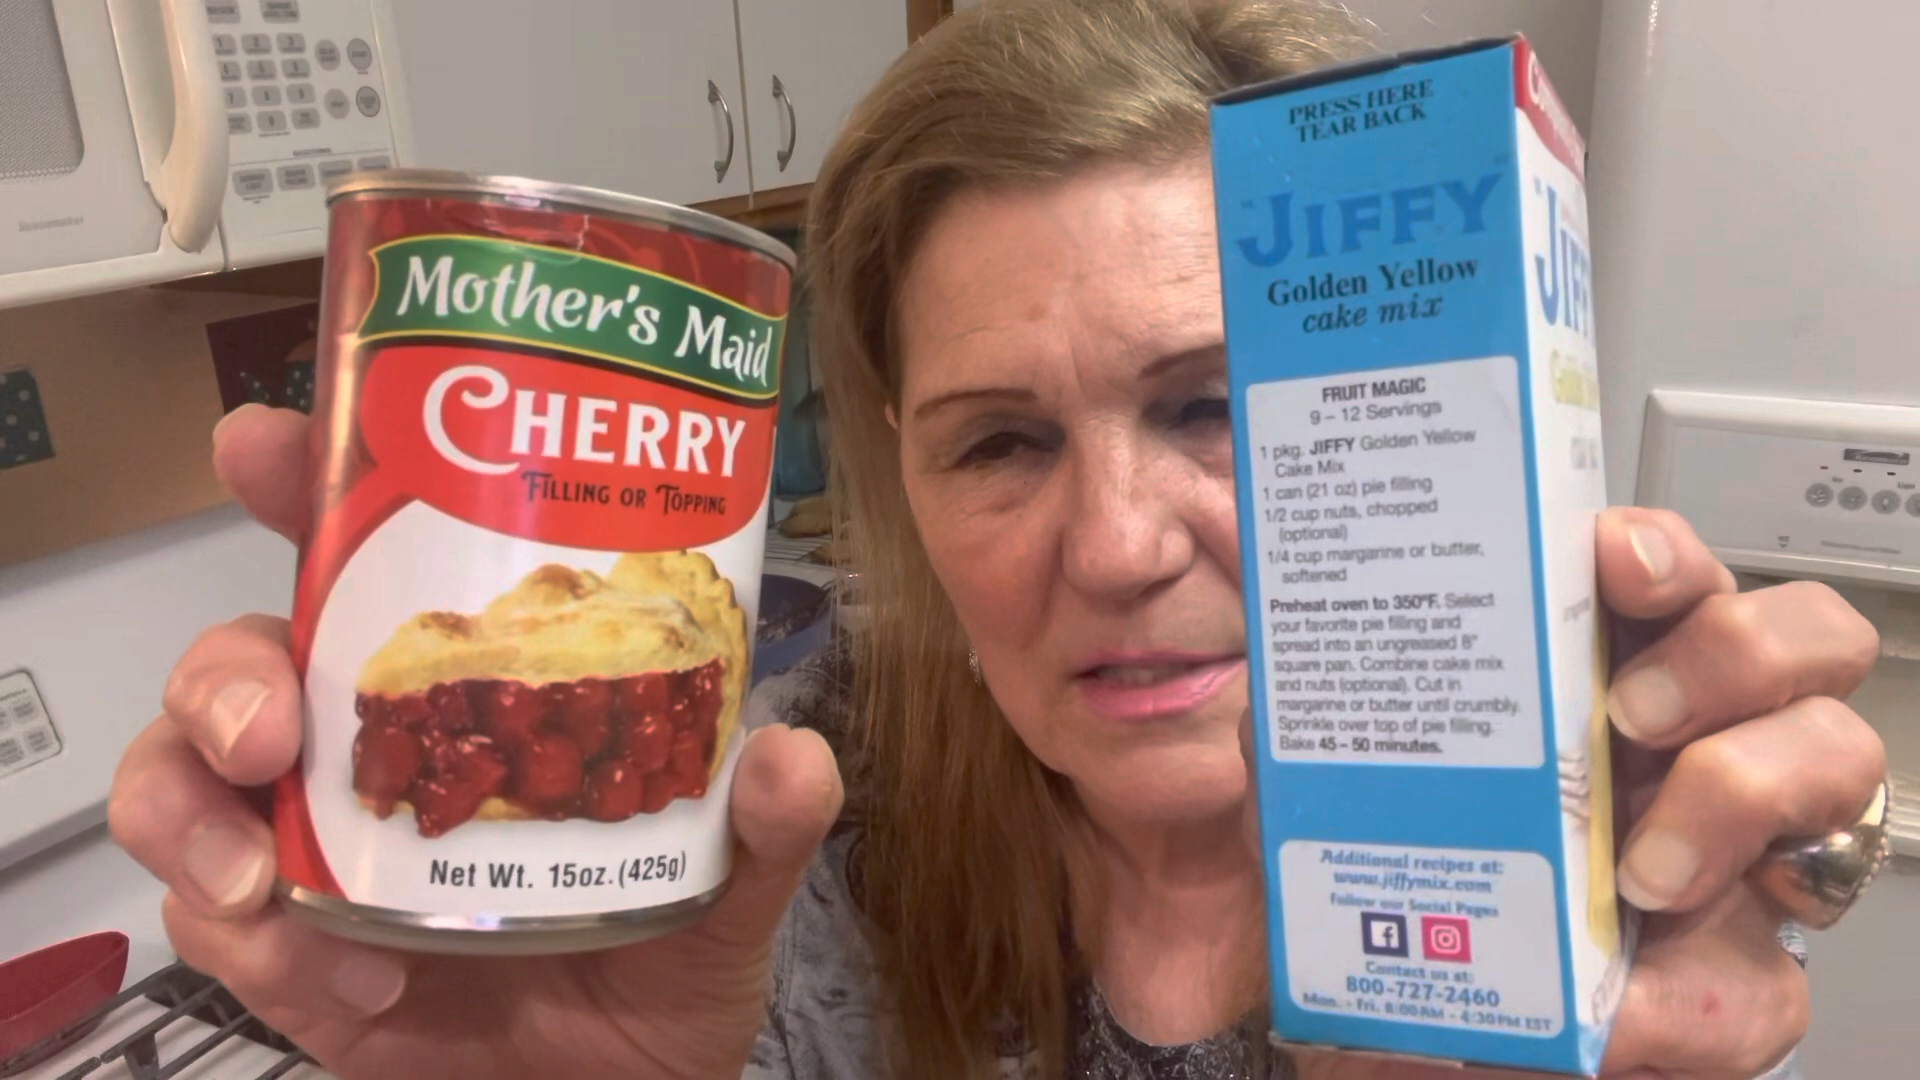 Mother's Maid
CHERRY
FILLING OR TOPPING
Net Wt. 15oz.(425g)
PRESS HERE
TEAR BACK
"JIFFY"
Golden Yellow
cake mix
FRUIT MAGIC
9 – 12 Servings
1 pkg. JIFFY Golden Yellow
Cake Mix
1 can (21 oz) pie filling
1/2 cup nuts, chopped
(optional)
1/4 cup margarine or butter,
softened
Preheat oven to 350°F. Select
your favorite pie filling and
spread into an ungreased 8"
square pan. Combine cake mix
and nuts (optional). Cut in
margarine or butter until crumbly.
Sprinkle over top of pie filling.
Bake 45 – 50 minutes.
Additional recipes at:
www.jiffymix.com
Follow our Social Pages
Contact us at:
800-727-2460
Mon. - Fri. 8:00 AM - 4:30 PM EST
Spacemaker